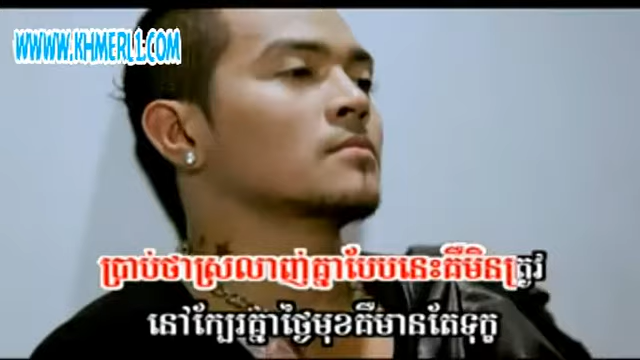 WWW.KHMERL1.COM
ប្រាប់ថាស្រលាញ់គ្នាបែបនេះគឺមិនត្រូវ
នៅក្បែរគ្នាថ្ងៃមុខគឺមានតែទុក្ខ